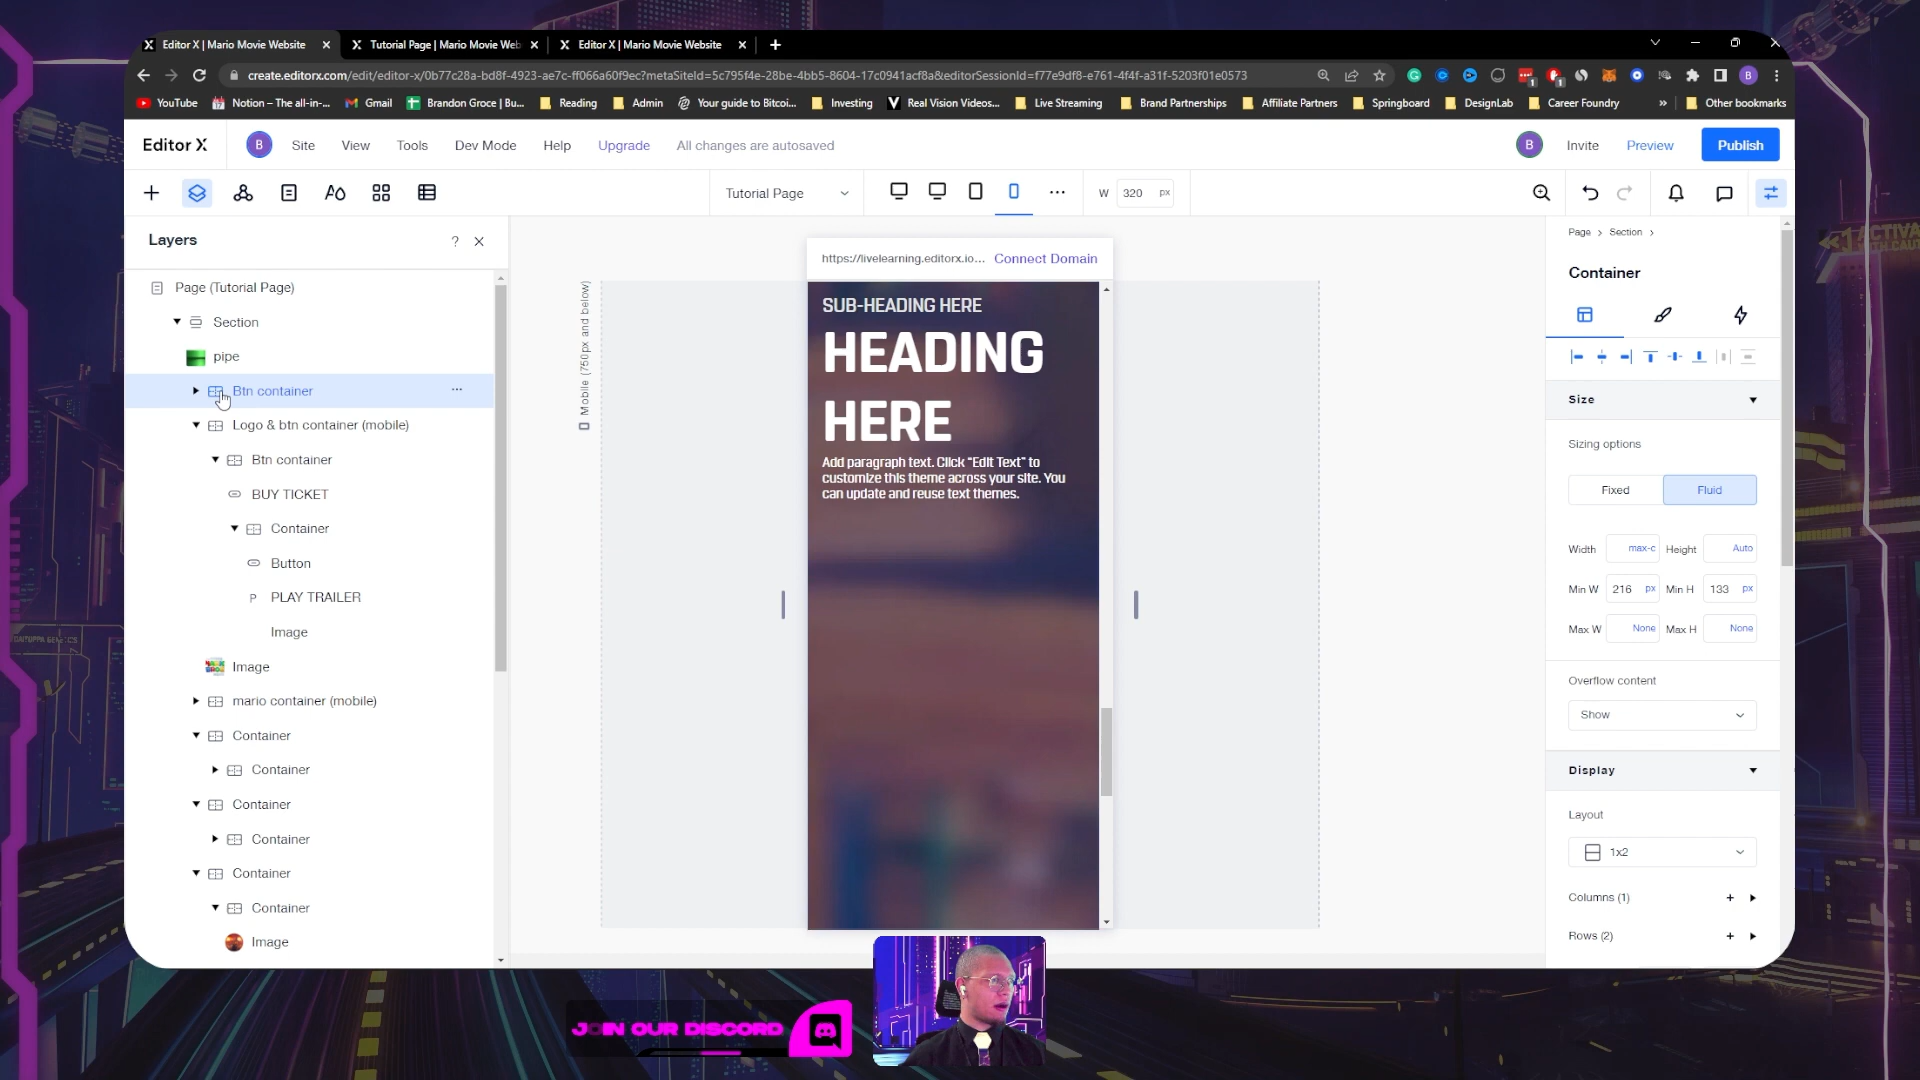 Editor X | Mario Movie Website
Tutorial Page | Mario Movie Web
Editor X | Mario Movie Website
create.editorx.com/edit/editor-x/0b77c28a-bd8f-4923-ae7c-ff066a60f9ec?metaSiteId=5c795f4e-28be-4bb5-8604-17c0941acf8a&editorSessionId=f77e9df8-e761-4f4f-a31f-5203f01e0573
YouTube
Notion – The all-in-...
Gmail
Brandon Groce | Bu...
Reading
Admin
Your guide to Bitcoi...
Investing
Real Vision Videos...
Live Streaming
Brand Partnerships
Affiliate Partners
Springboard
DesignLab
Career Foundry
»
Other bookmarks
Editor X
B
Site
View
Tools
Dev Mode
Help
Upgrade
All changes are autosaved
B
Invite
Preview
Publish
Tutorial Page
W 320 px
Layers
?
Page (Tutorial Page)
Section
pipe
Btn container
Logo & btn container (mobile)
Btn container
BUY TICKET
Container
Button
P PLAY TRAILER
Image
Image
mario container (mobile)
Container
Container
Container
Container
Container
Container
Image
Mobile (750px and below)
https://livelearning.editorx.io... Connect Domain
SUB-HEADING HERE
HEADING
HERE
Add paragraph text. Click "Edit Text" to
customize this theme across your site. You
can update and reuse text themes.
Page > Section >
Container
Size
Sizing options
Fixed
Fluid
Width max-c Height Auto
Min W 216 px Min H 133 px
Max W None Max H None
Overflow content
Show
Display
Layout
1x2
Columns (1)
Rows (2)
JOIN OUR DISCORD